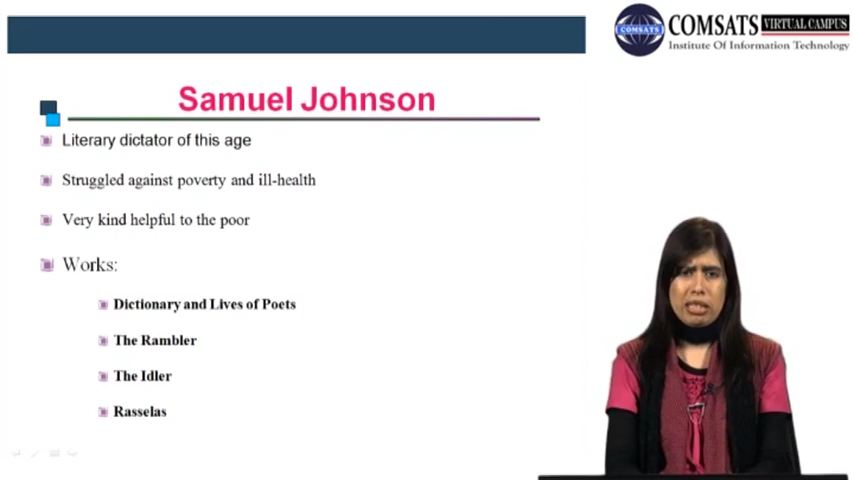 COMSATS VIRTUAL CAMPUS
COMSATS
Institute Of Information Technology
Samuel Johnson
Literary dictator of this age
Struggled against poverty and ill-health
Very kind helpful to the poor
Works:
Dictionary and Lives of Poets
The Rambler
The Idler
Rasselas